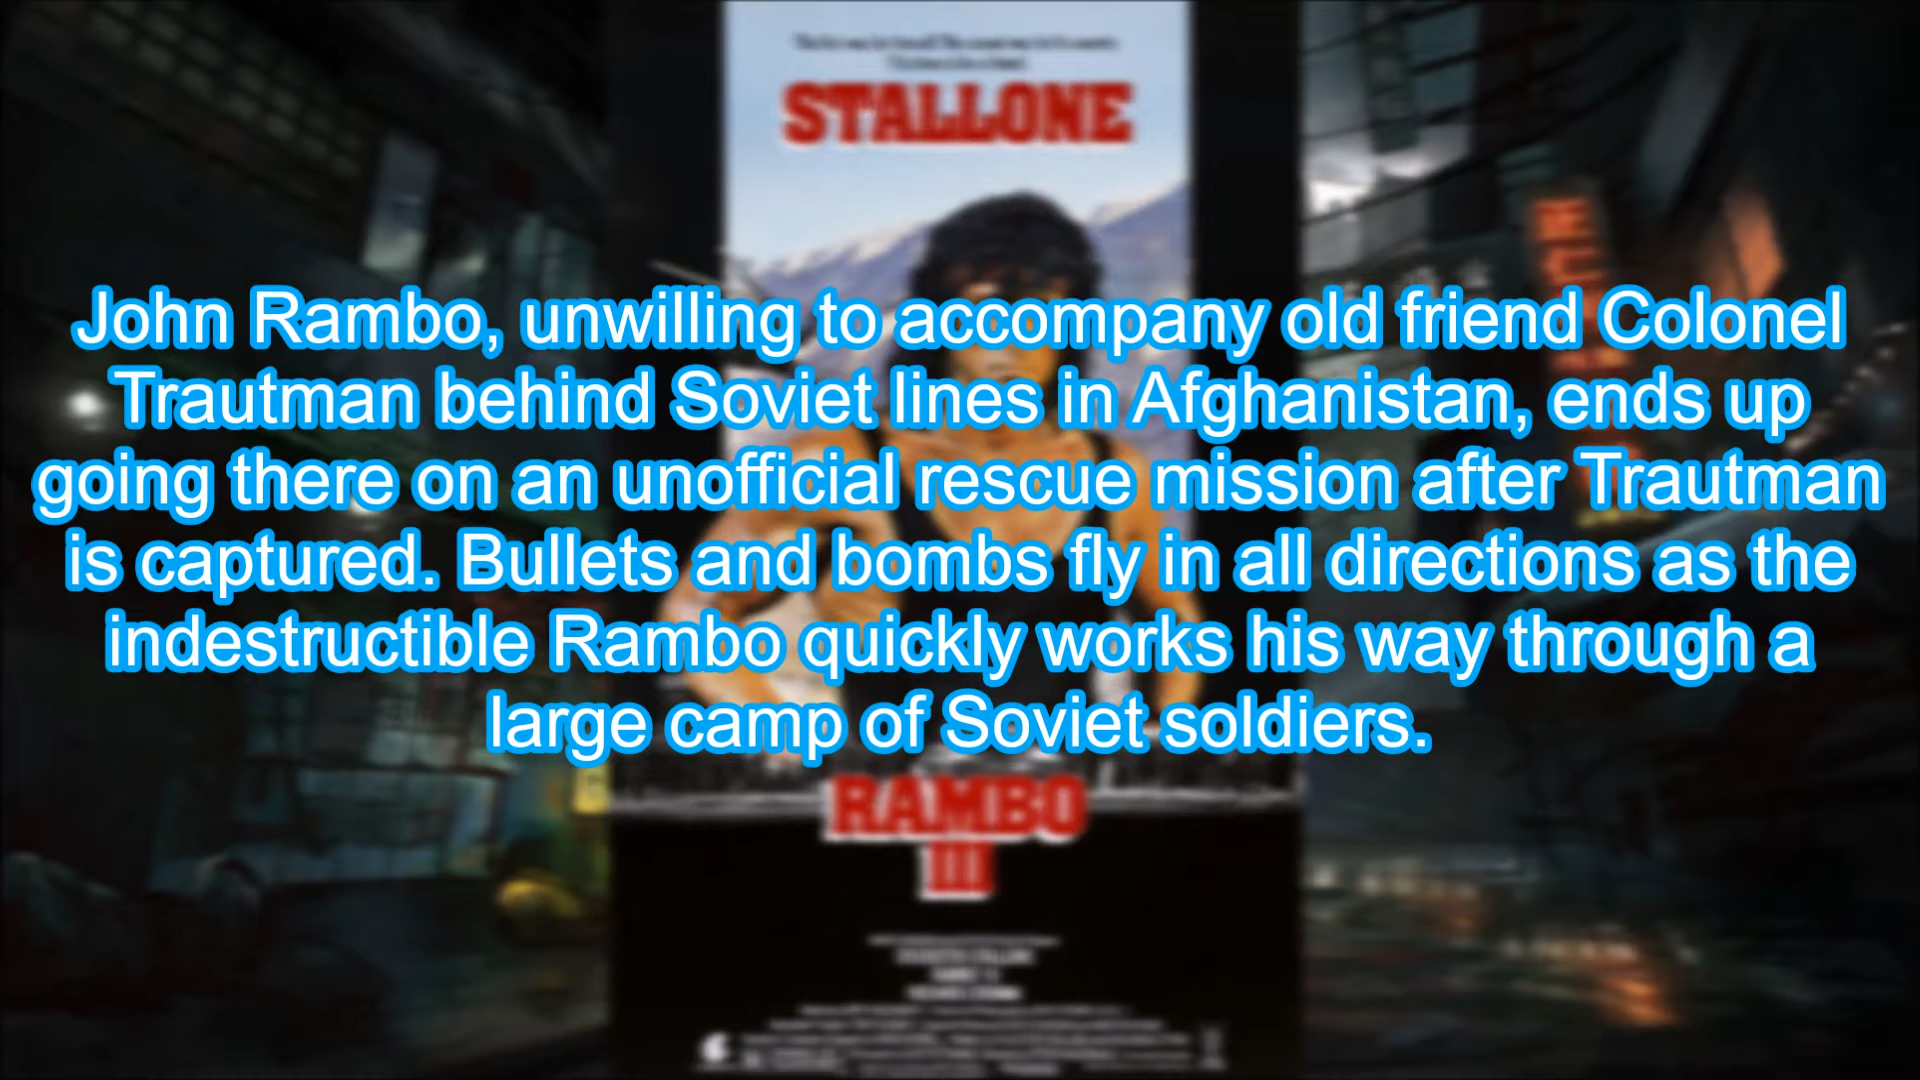 STALLONE
John Rambo, unwilling to accompany old friend Colonel
Trautman behind Soviet lines in Afghanistan, ends up
going there on an unofficial rescue mission after Trautman
is captured. Bullets and bombs fly in all directions as the
indestructible Rambo quickly works his way through a
large camp of Soviet soldiers.
RAMBO
III